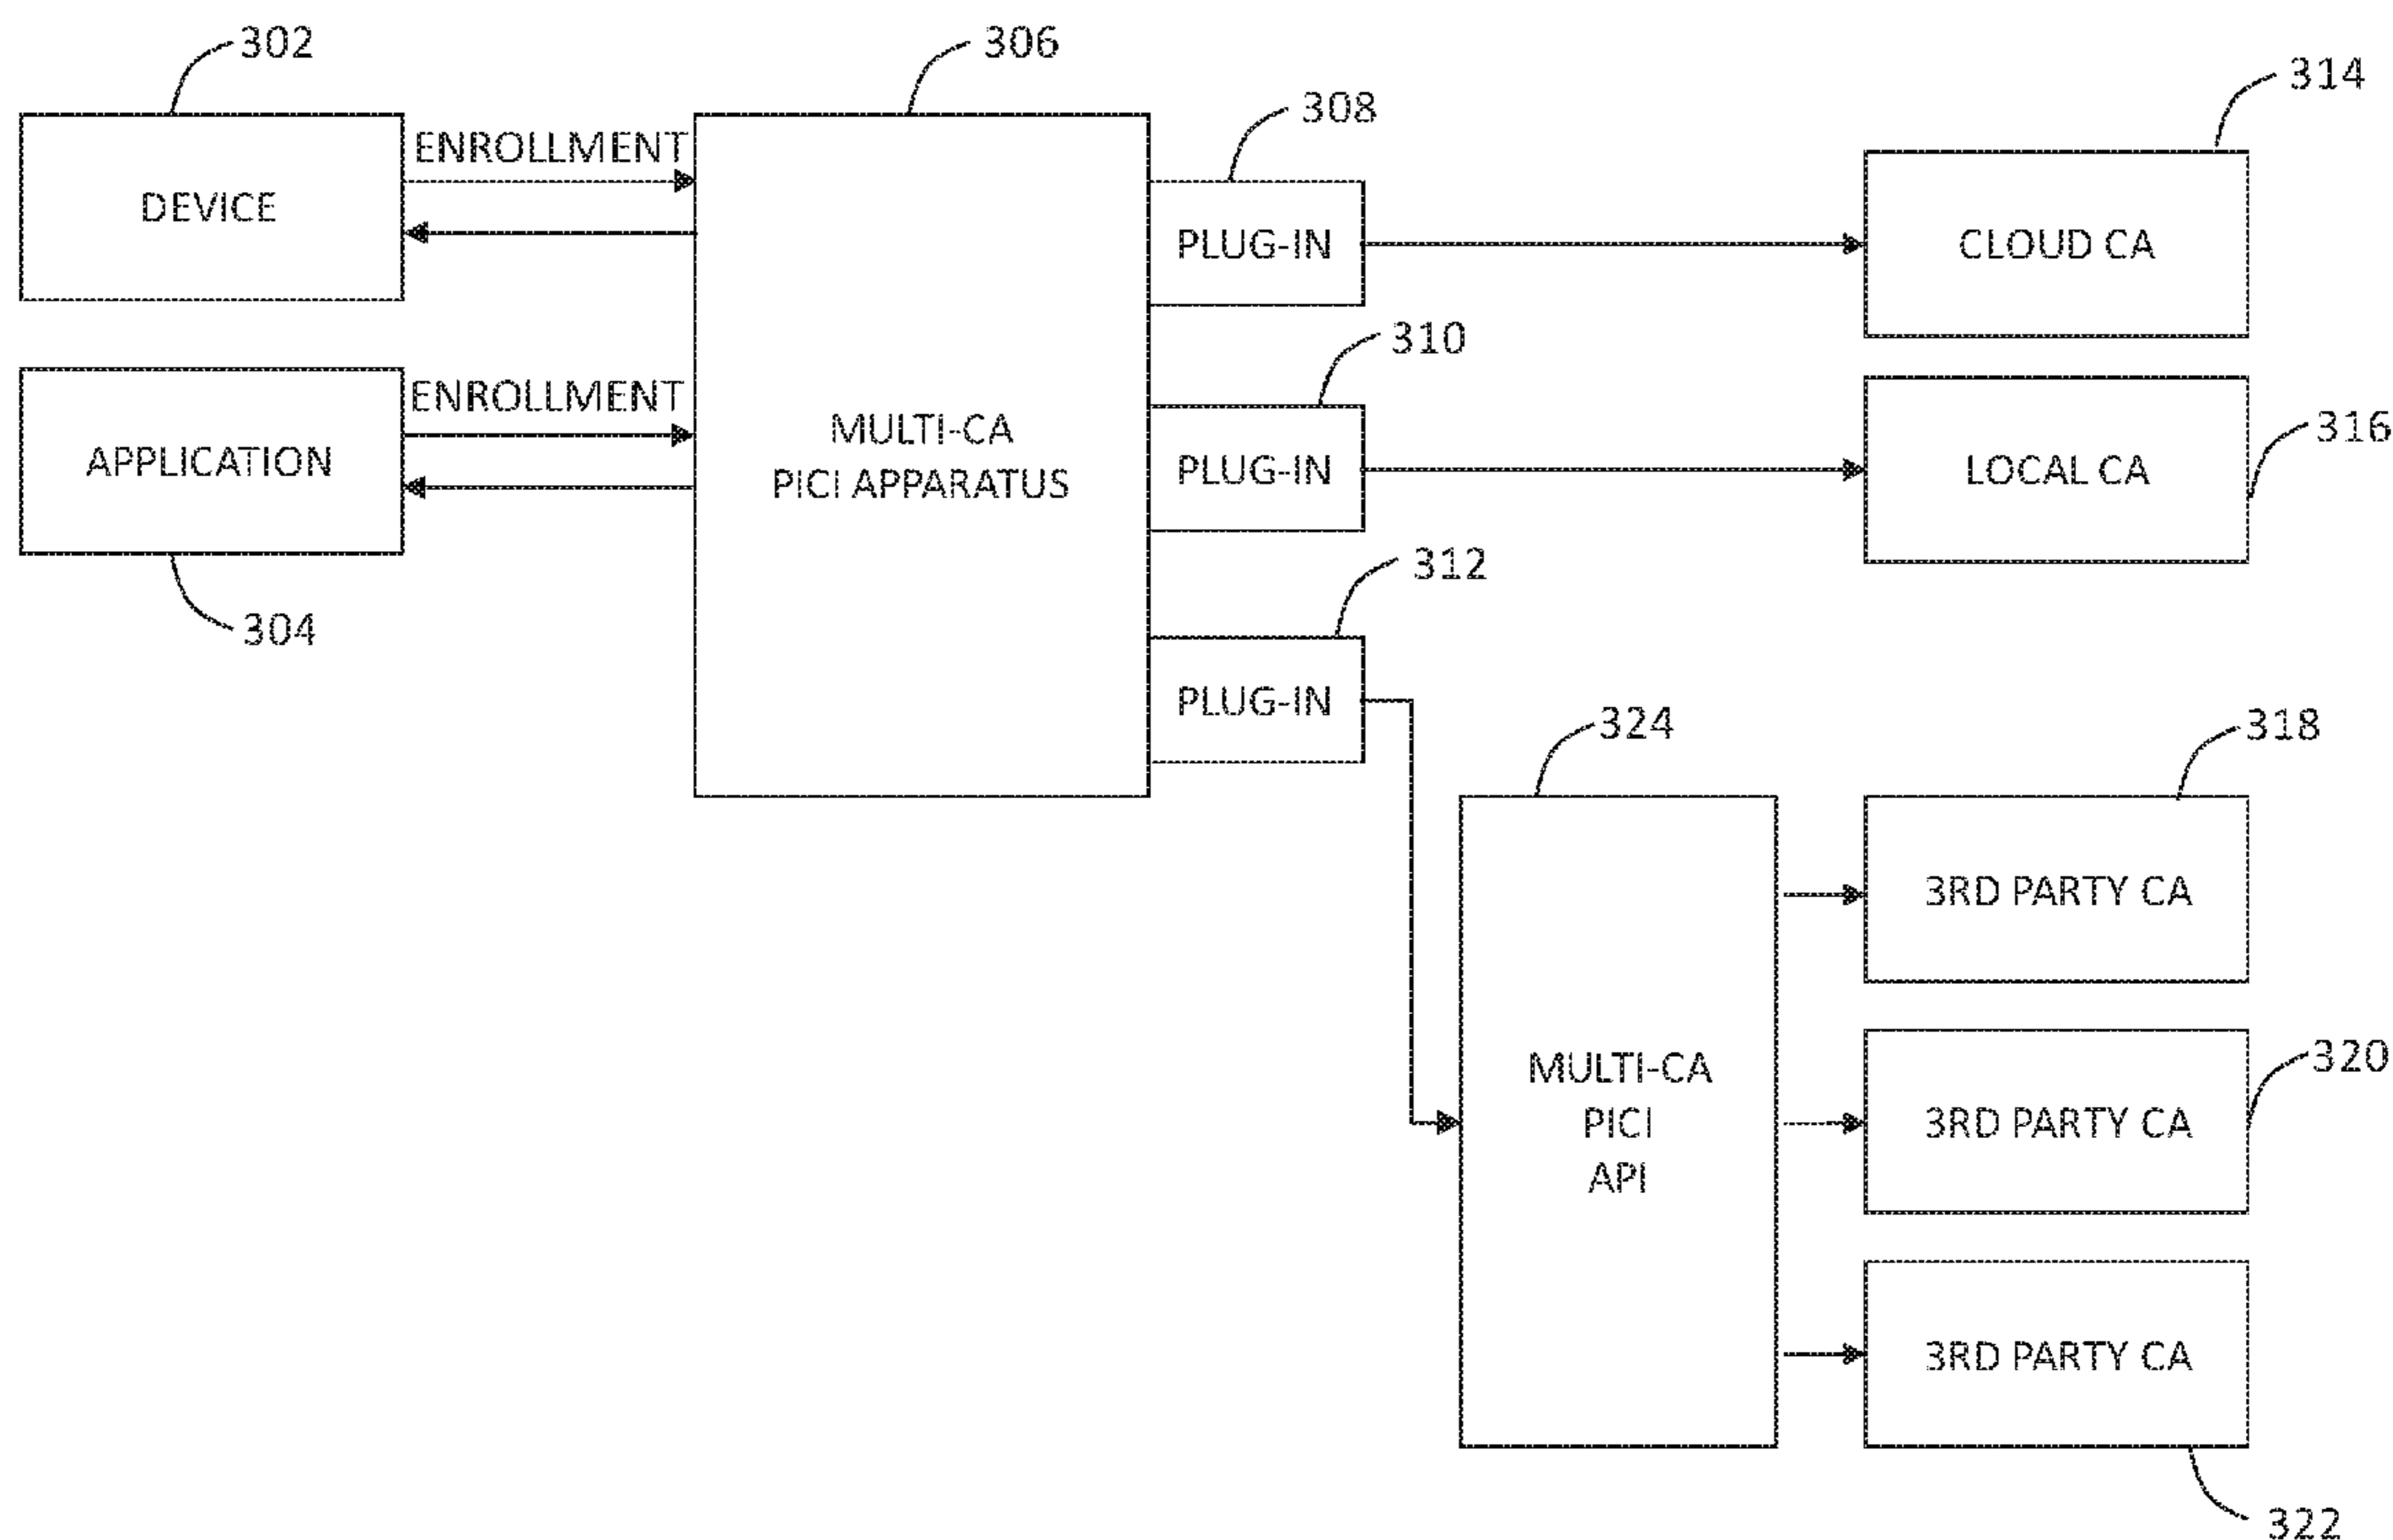 302
306
314
308
ENROLLMENT
DEVICE
PLUG-IN
CLOUD CA
310
ENROLLMENT
316
APPLICATION
MULTI-CA
PICI APPARATUS
PLUG-IN
LOCAL CA
312
304
PLUG-IN
324
318
3RD PARTY CA
320
MULTI-CA
PICI
API
3RD PARTY CA
3RD PARTY CA
322